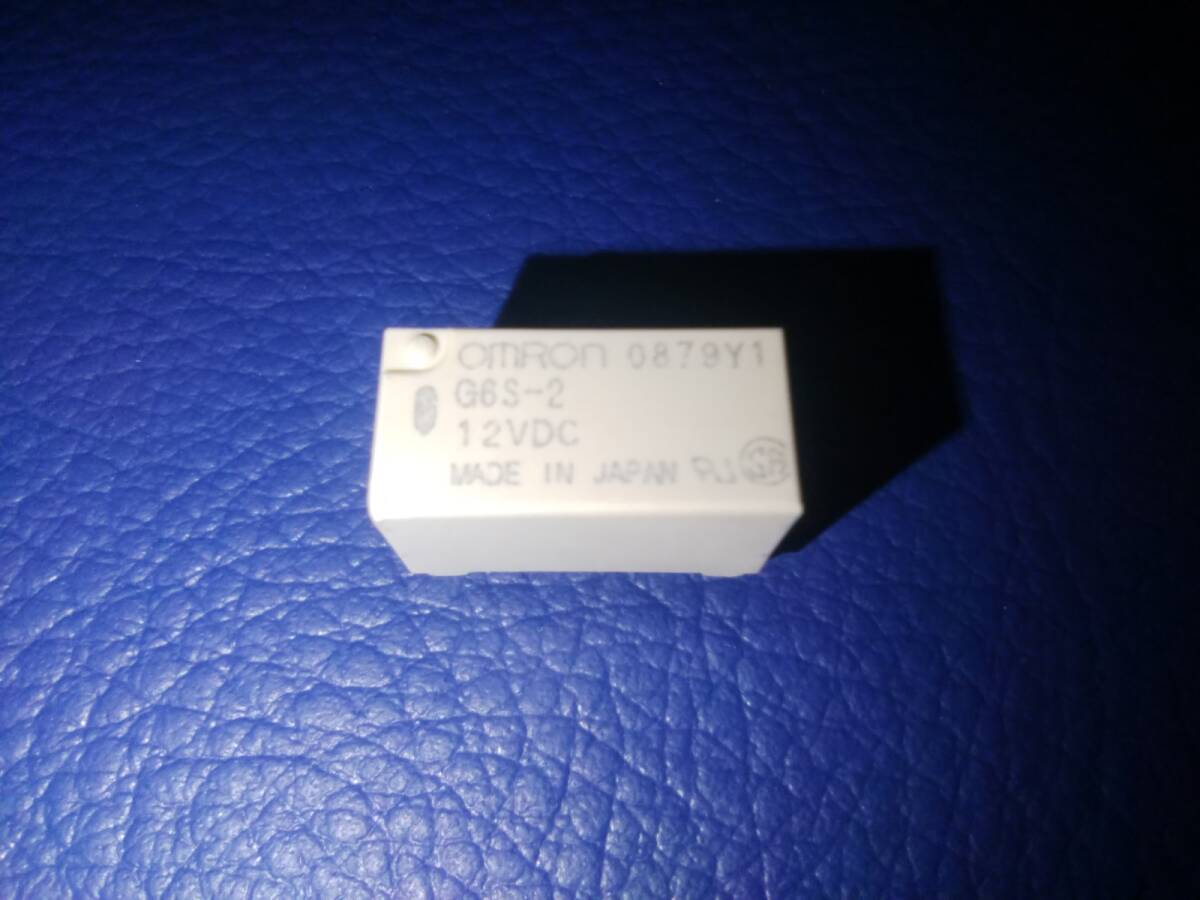 OMRON 0879Y1
G6S-2
12VDC
MADE IN JAPAN